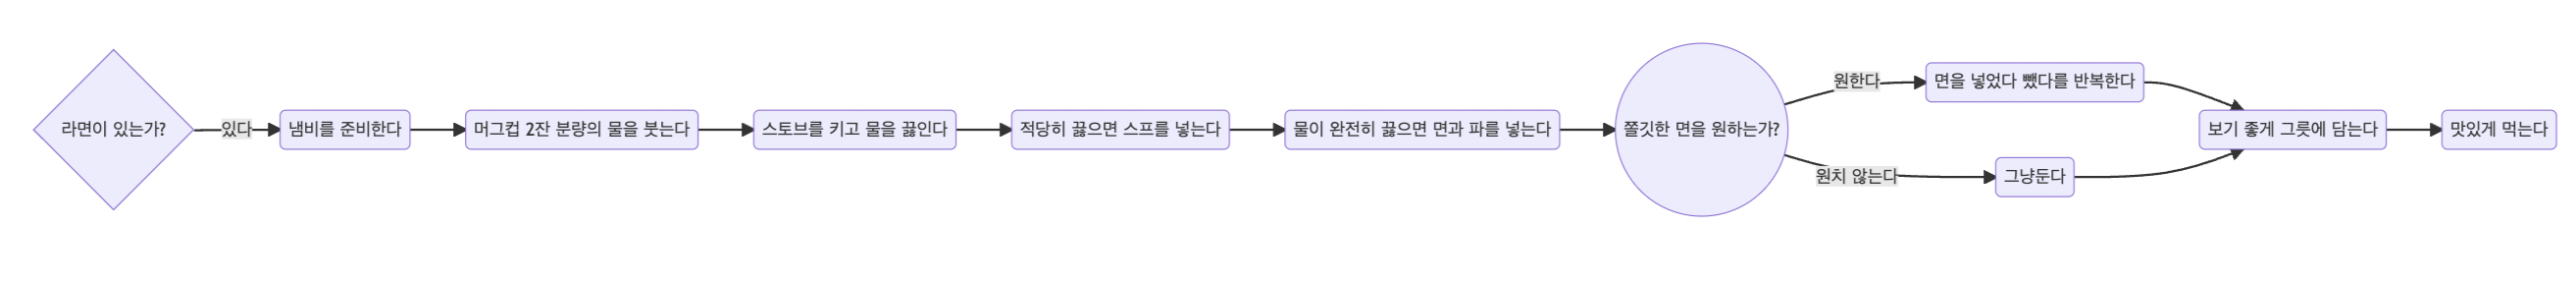 라면이 있는가?
있다
냄비를 준비한다
머그컵 2잔 분량의 물을 붓는다
스토브를 키고 물을 끓인다
적당히 끓으면 스프를 넣는다
물이 완전히 끓으면 면과 파를 넣는다
쫄깃한 면을 원하는가?
원한다
면을 넣었다 뺐다를 반복한다
원치 않는다
그냥둔다
보기 좋게 그릇에 담는다
맛있게 먹는다